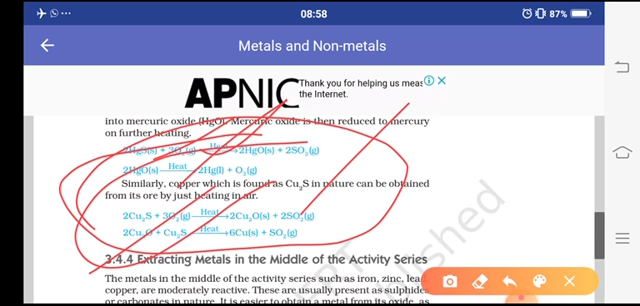 08:58
87%
Metals and Non-metals
APNIC
Thank you for helping us meas
the Internet.
into mercuric oxide (HgO). Mercuric oxide is then reduced to mercury
on further heating.
2HgS(s) + 3O₂(g) Heat→ 2HgO(s) + 2SO₂(g)
2HgO(s) Heat→ 2Hg(l) + O₂(g)
Similarly, copper which is found as Cu₂S in nature can be obtained
from its ore by just heating in air.
2Cu₂S + 3O₂(g) Heat→ 2Cu₂O(s) + 2SO₂(g)
2Cu₂O + Cu₂S Heat→ 6Cu(s) + SO₂(g)
3.4.4 Extracting Metals in the Middle of the Activity Series
The metals in the middle of the activity series such as iron, zinc, lead,
copper, are moderately reactive. These are usually present as sulphides
or carbonates in nature. It is easier to obtain a metal from its oxide, as